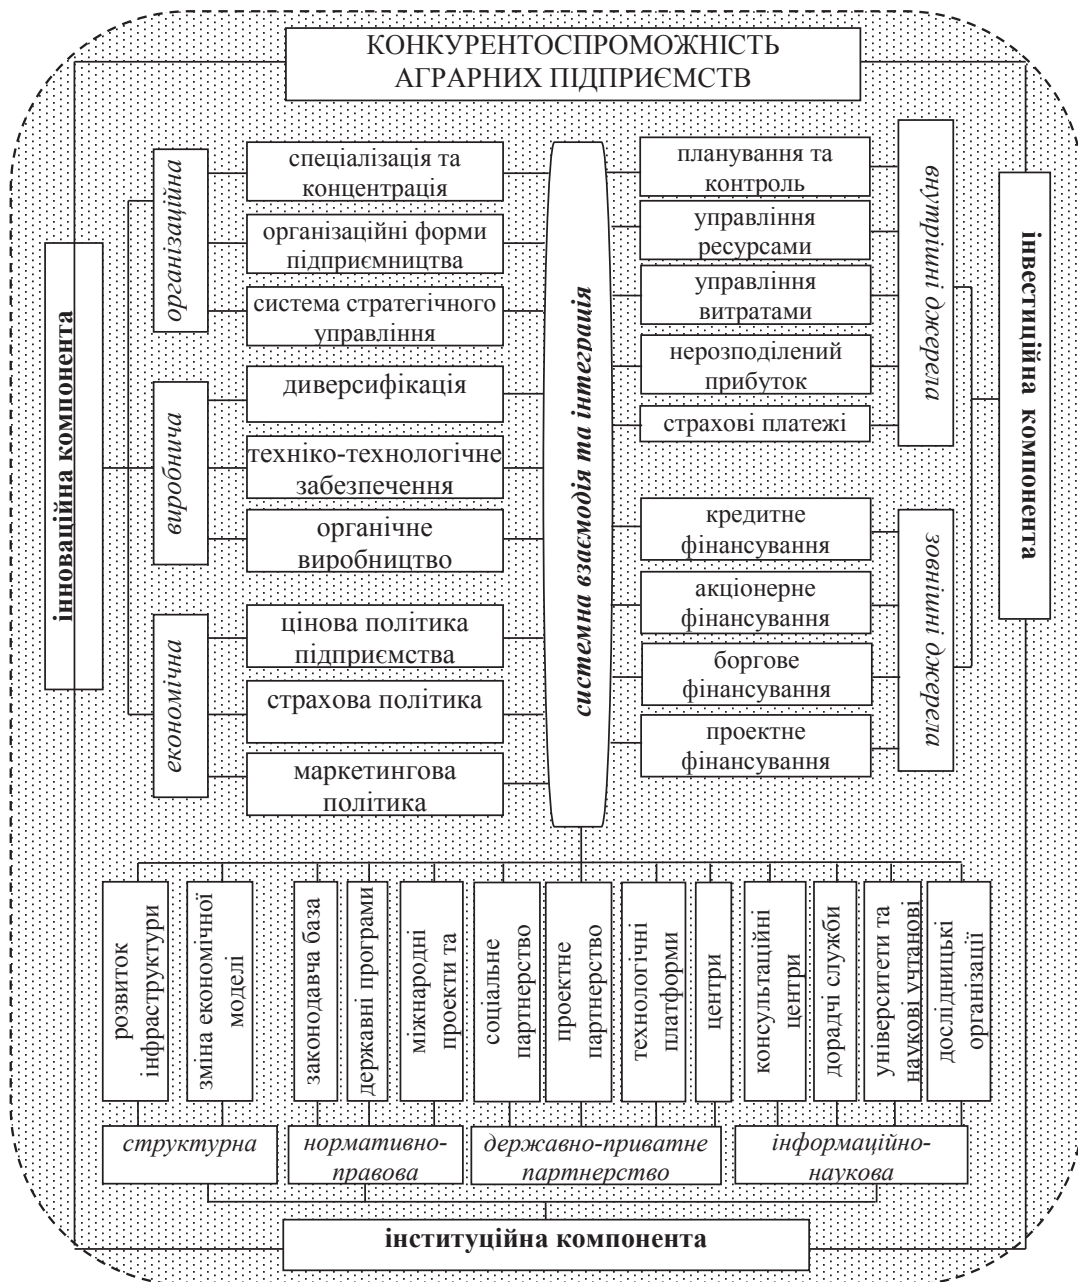 КОНКУРЕНТОСПРОМОЖНІСТЬ
АГРАРНИХ ПІДПРИЄМСТВ
інноваційна компонента
організаційна
спеціалізація та
концентрація
організаційні форми
підприємництва
система стратегічного
управління
виробнича
диверсифікація
техніко-технологічне
забезпечення
органічне
виробництво
економічна
цінова політика
підприємства
страхова політика
маркетингова
політика
системна взаємодія та інтеграція
планування та
контроль
управління
ресурсами
управління
витратами
нерозподілений
прибуток
страхові платежі
внутрішні джерела
кредитне
фінансування
акціонерне
фінансування
боргове
фінансування
проектне
фінансування
зовнішні джерела
інвестиційна компонента
розвиток
інфраструктури
зміна економічної
моделі
законодавча база
державні програми
міжнародні
проекти та
соціальне
партнерство
проектне
партнерство
технологічні
платформи
центри
консультаційні
центри
дорадчі служби
університети та
наукові учтанові
дослідницькі
організації
структурна
нормативно-
правова
державно-приватне
партнерство
інформаційно-
наукова
інституційна компонента